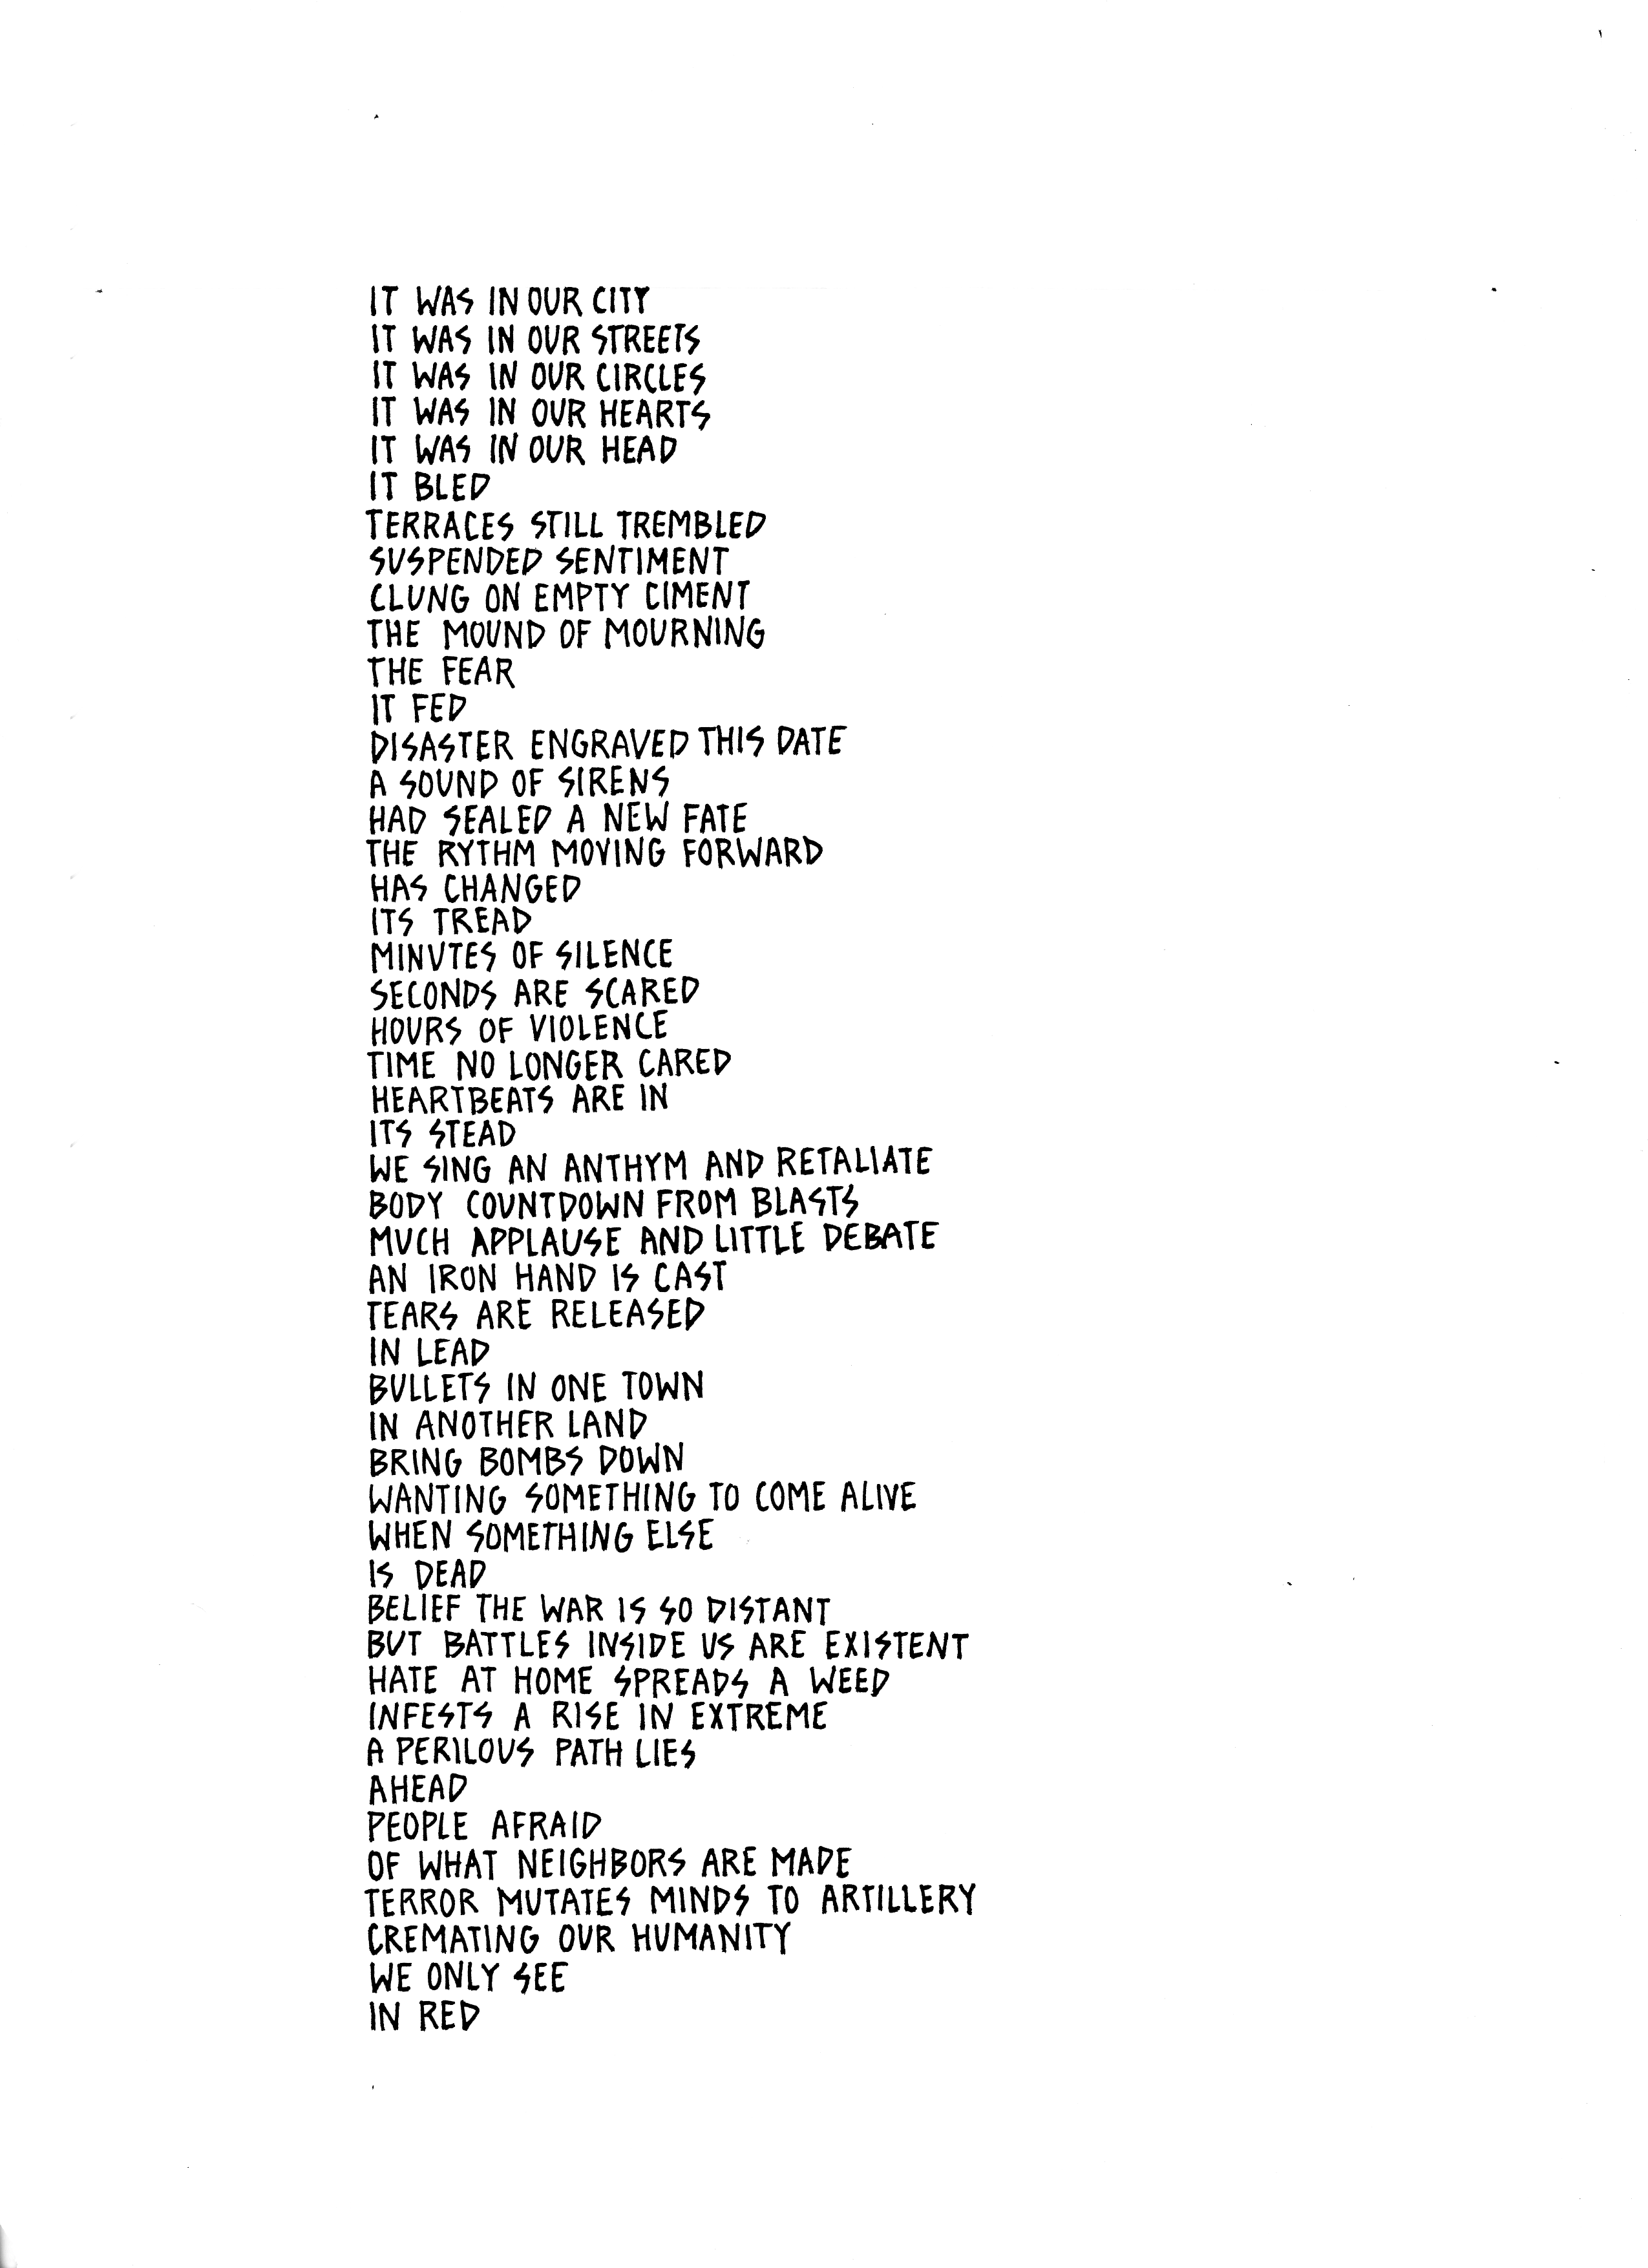 IT WAS IN OUR CITY
IT WAS IN OUR STREETS
IT WAS IN OUR CIRCLES
IT WAS IN OUR HEARTS
IT WAS IN OUR HEAD
IT BLED
TERRACES STILL TREMBLED
SUSPENDED SENTIMENT
CLUNG ON EMPTY CIMENT
THE MOUND OF MOURNING
THE FEAR
IT FED
DISASTER ENGRAVED THIS DATE
A SOUND OF SIRENS
HAD SEALED A NEW FATE
THE RYTHM MOVING FORWARD
HAS CHANGED
ITS TREAD
MINUTES OF SILENCE
SECONDS ARE SCARED
HOURS OF VIOLENCE
TIME NO LONGER CARED
HEARTBEATS ARE IN
ITS STEAD
WE SING AN ANTHYM AND RETALIATE
BODY COUNTDOWN FROM BLASTS
MUCH APPLAUSE AND LITTLE DEBATE
AN IRON HAND IS CAST
TEARS ARE RELEASED
IN LEAD
BULLETS IN ONE TOWN
IN ANOTHER LAND
BRING BOMBS DOWN
WANTING SOMETHING TO COME ALIVE
WHEN SOMETHING ELSE
IS DEAD
BELIEF THE WAR IS SO DISTANT
BUT BATTLES INSIDE US ARE EXISTENT
HATE AT HOME SPREADS A WEED
INFESTS A RISE IN EXTREME
A PERILOUS PATH LIES
AHEAD
PEOPLE AFRAID
OF WHAT NEIGHBORS ARE MADE
TERROR MUTATES MINDS TO ARTILLERY
CREMATING OUR HUMANITY
WE ONLY SEE
IN RED